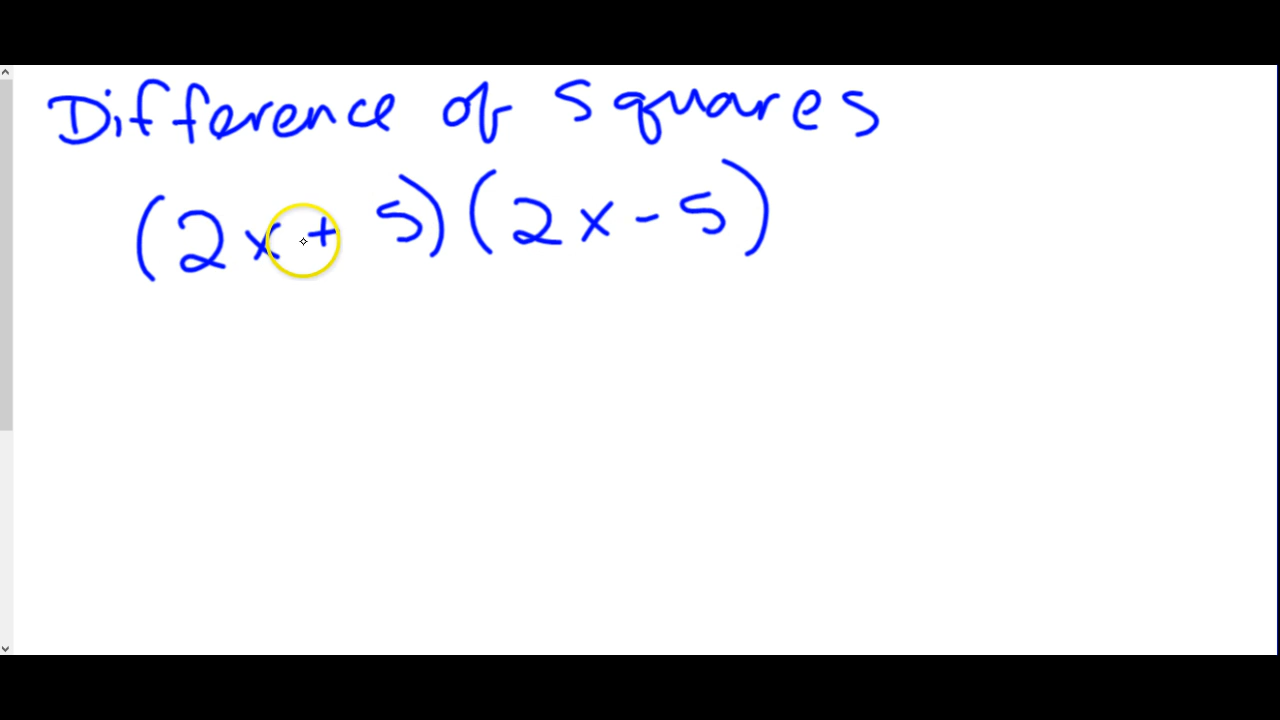 Difference of squares
(2x + 5)(2x - 5)